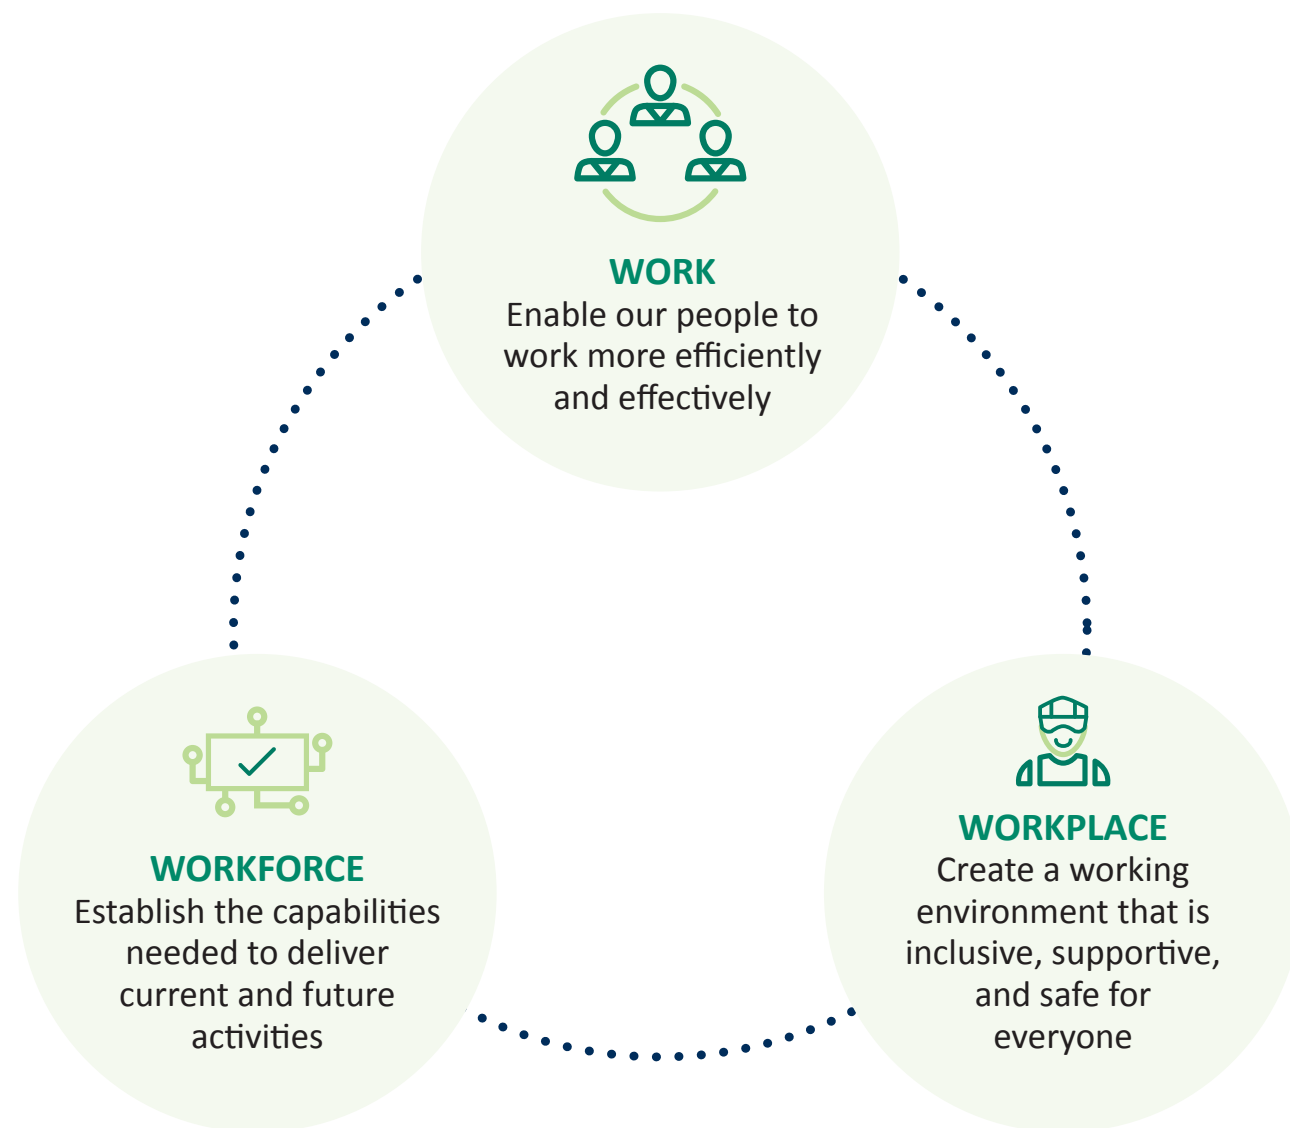 WORK
Enable our people to
work more efficiently
and effectively
WORKFORCE
Establish the capabilities
needed to deliver
current and future
activities
WORKPLACE
Create a working
environment that is
inclusive, supportive,
and safe for
everyone